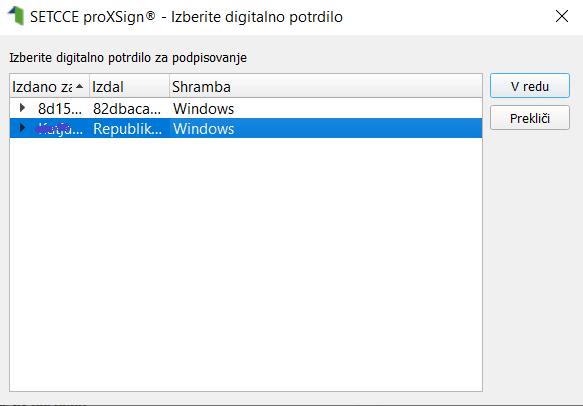 SETCCE proXSign® - Izberite digitalno potrdilo
Izberite digitalno potrdilo za podpisovanje
Izdano za Izdal Shramba
8d15... 82dbaca... Windows
Republik... Windows
V redu
Prekliči